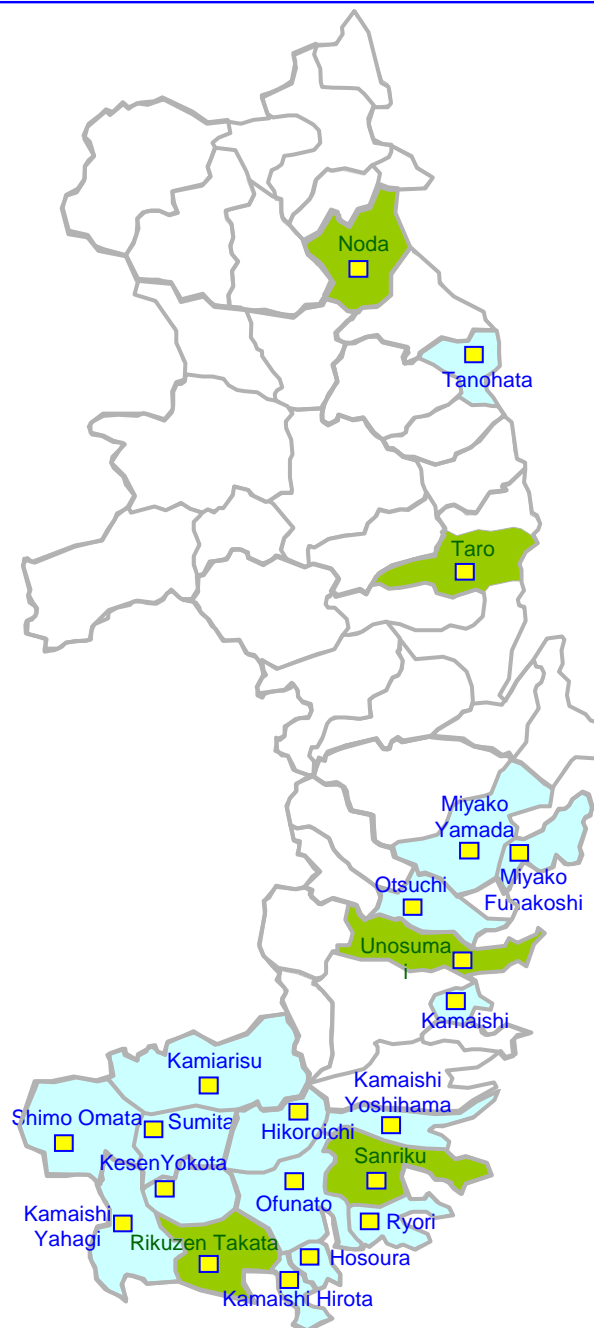 Noda
Tanohata
Taro
Miyako
Yamada
Miyako
Funakoshi
Otsuchi
Unosuma
i
Kamaishi
Kamiarisu
Kamaishi
Yoshihama
Shimo Omata
Sumita
Hikoroichi
KesenYokota
Sanriku
Ofunato
Kamaishi
Yahagi
Ryori
Rikuzen Takata
Hosoura
Kamaishi Hirota